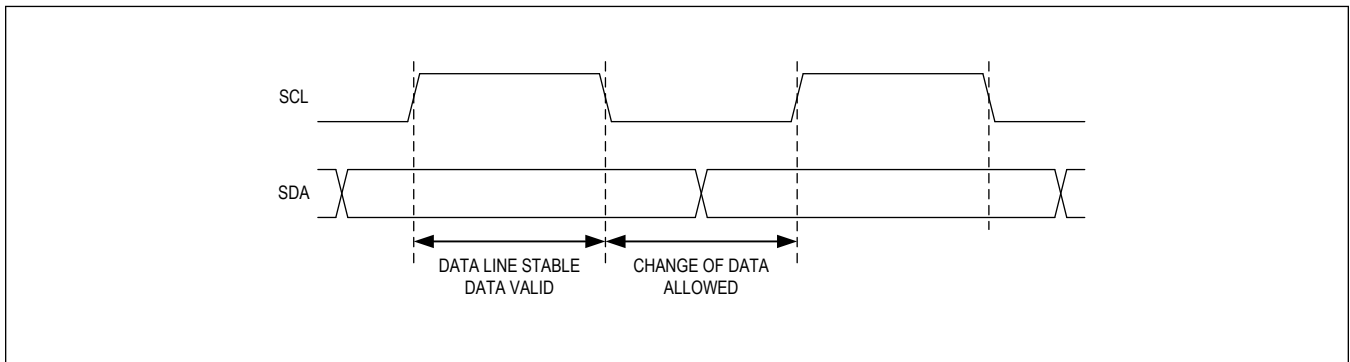 SCL
SDA
DATA LINE STABLE
DATA VALID
CHANGE OF DATA
ALLOWED